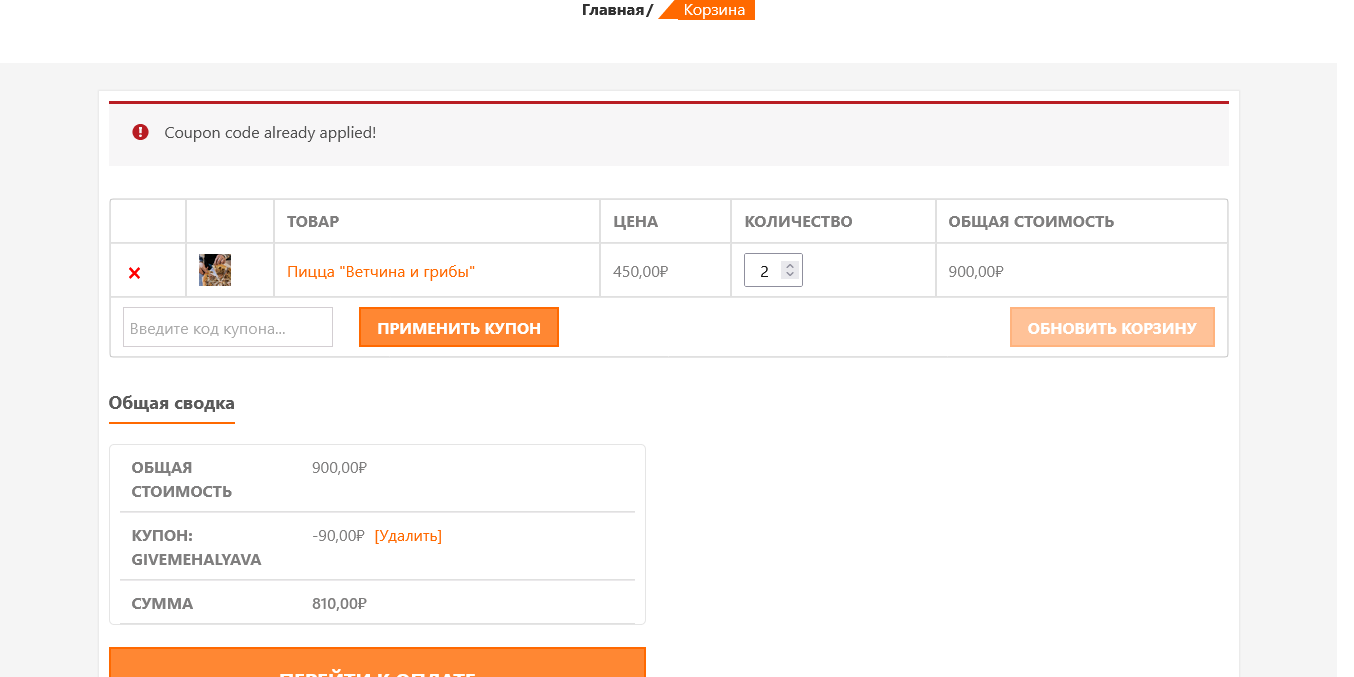 Главная/ Корзина
Coupon code already applied!
ТОВАР ЦЕНА КОЛИЧЕСТВО ОБЩАЯ СТОИМОСТЬ
Пицца "Ветчина и грибы" 450,00₽ 2 900,00₽
Введите код купона... ПРИМЕНИТЬ КУПОН ОБНОВИТЬ КОРЗИНУ
Общая сводка
ОБЩАЯ СТОИМОСТЬ 900,00₽
КУПОН: GIVEMEHALYAVA -90,00₽ [Удалить]
СУММА 810,00₽
ПЕРЕЙТИ К ОПЛАТЕ